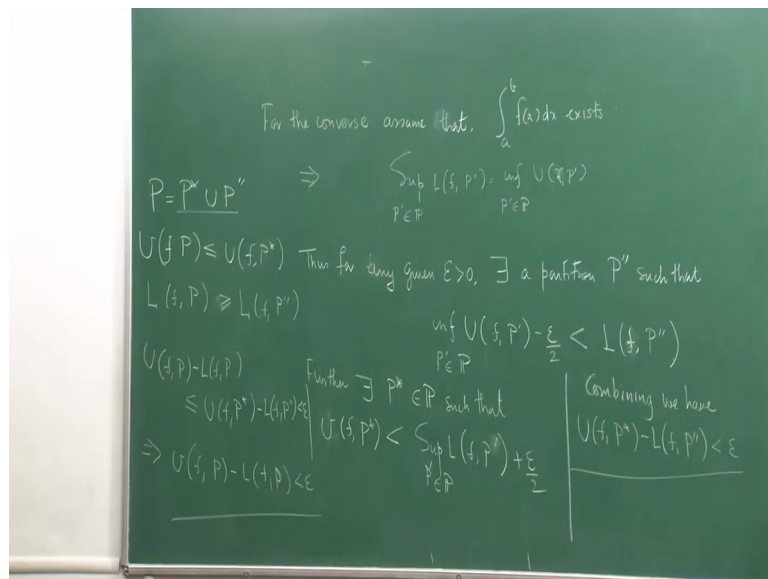 For the converse assume that, ∫_a^b f(x)dx exists.
⇒ Sup_{P'∈ℙ} L(f, P') = inf_{P'∈ℙ} U(f, P')
Thus for any given ε>0, ∃ a partition P'' such that
inf_{P'∈ℙ} U(f, P') - ε/2 < L(f, P'')
Further ∃ P* ∈ℙ such that
U(f, P*) < Sup_{P'∈ℙ} L(f, P') + ε/2
Combining we have
U(f, P*) - L(f, P'') < ε
P = P* ∪ P''
U(f P) ≤ U(f, P*)
L(f, P) ≥ L(f, P'')
U(f, P) - L(f, P)
≤ U(f, P*) - L(f, P'') < ε
⇒ U(f, P) - L(f, P) < ε